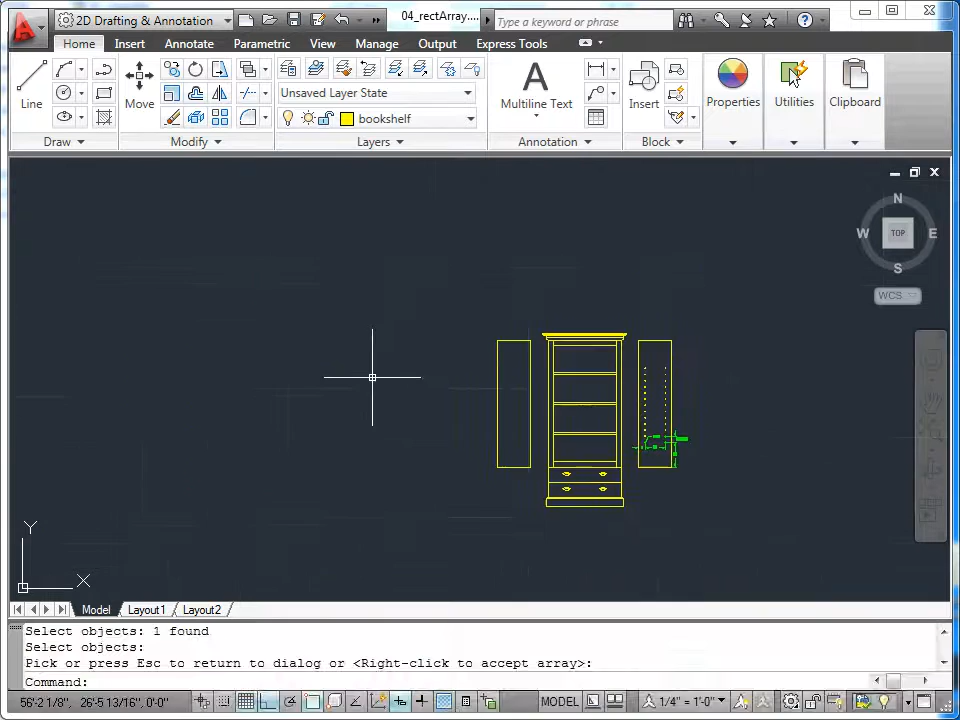 2D Drafting & Annotation
04_rectArray....
Type a keyword or phrase
Home Insert Annotate Parametric View Manage Output Express Tools
Line
Move
Unsaved Layer State
bookshelf
Multiline Text
Insert
Properties
Utilities
Clipboard
Draw
Modify
Layers
Annotation
Block
N
W
TOP
E
S
WCS
Y
X
Model Layout1 Layout2
Select objects: 1 found
Select objects:
Pick or press Esc to return to dialog or <Right-click to accept array>:
Command:
56'-2 1/8", 26'-5 13/16", 0'-0"
MODEL
1/4" = 1'-0"